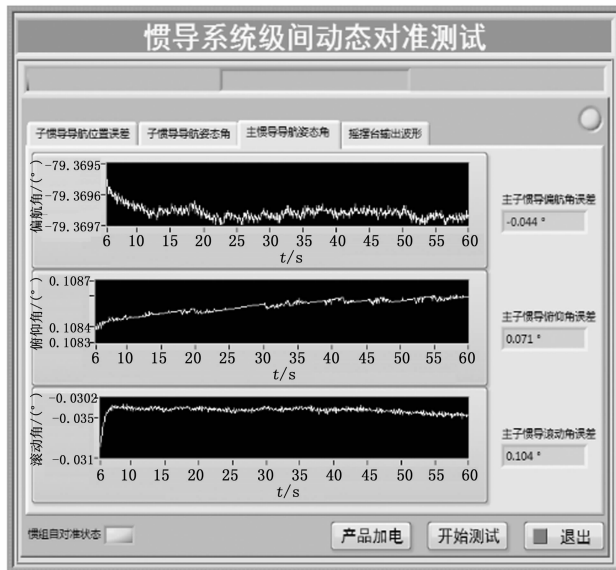 惯导系统级间动态对准测试
子惯导导航位置误差 子惯导导航姿态角 主惯导导航姿态角 摇摆台输出波形
偏航角/(°)
-79.3695
-79.3696
-79.3697
6 10 15 20 25 30 35 40 45 50 55 60
t/s
主子惯导偏航角误差
-0.044 °
俯仰角/(°)
0.1087
0.1084
0.1083
6 10 15 20 25 30 35 40 45 50 55 60
t/s
主子惯导俯仰角误差
0.071 °
滚动角/(°)
-0.0302
-0.035
-0.031
6 10 15 20 25 30 35 40 45 50 55 60
t/s
主子惯导滚动角误差
0.104 °
惯组自对准状态
产品加电 开始测试 退出